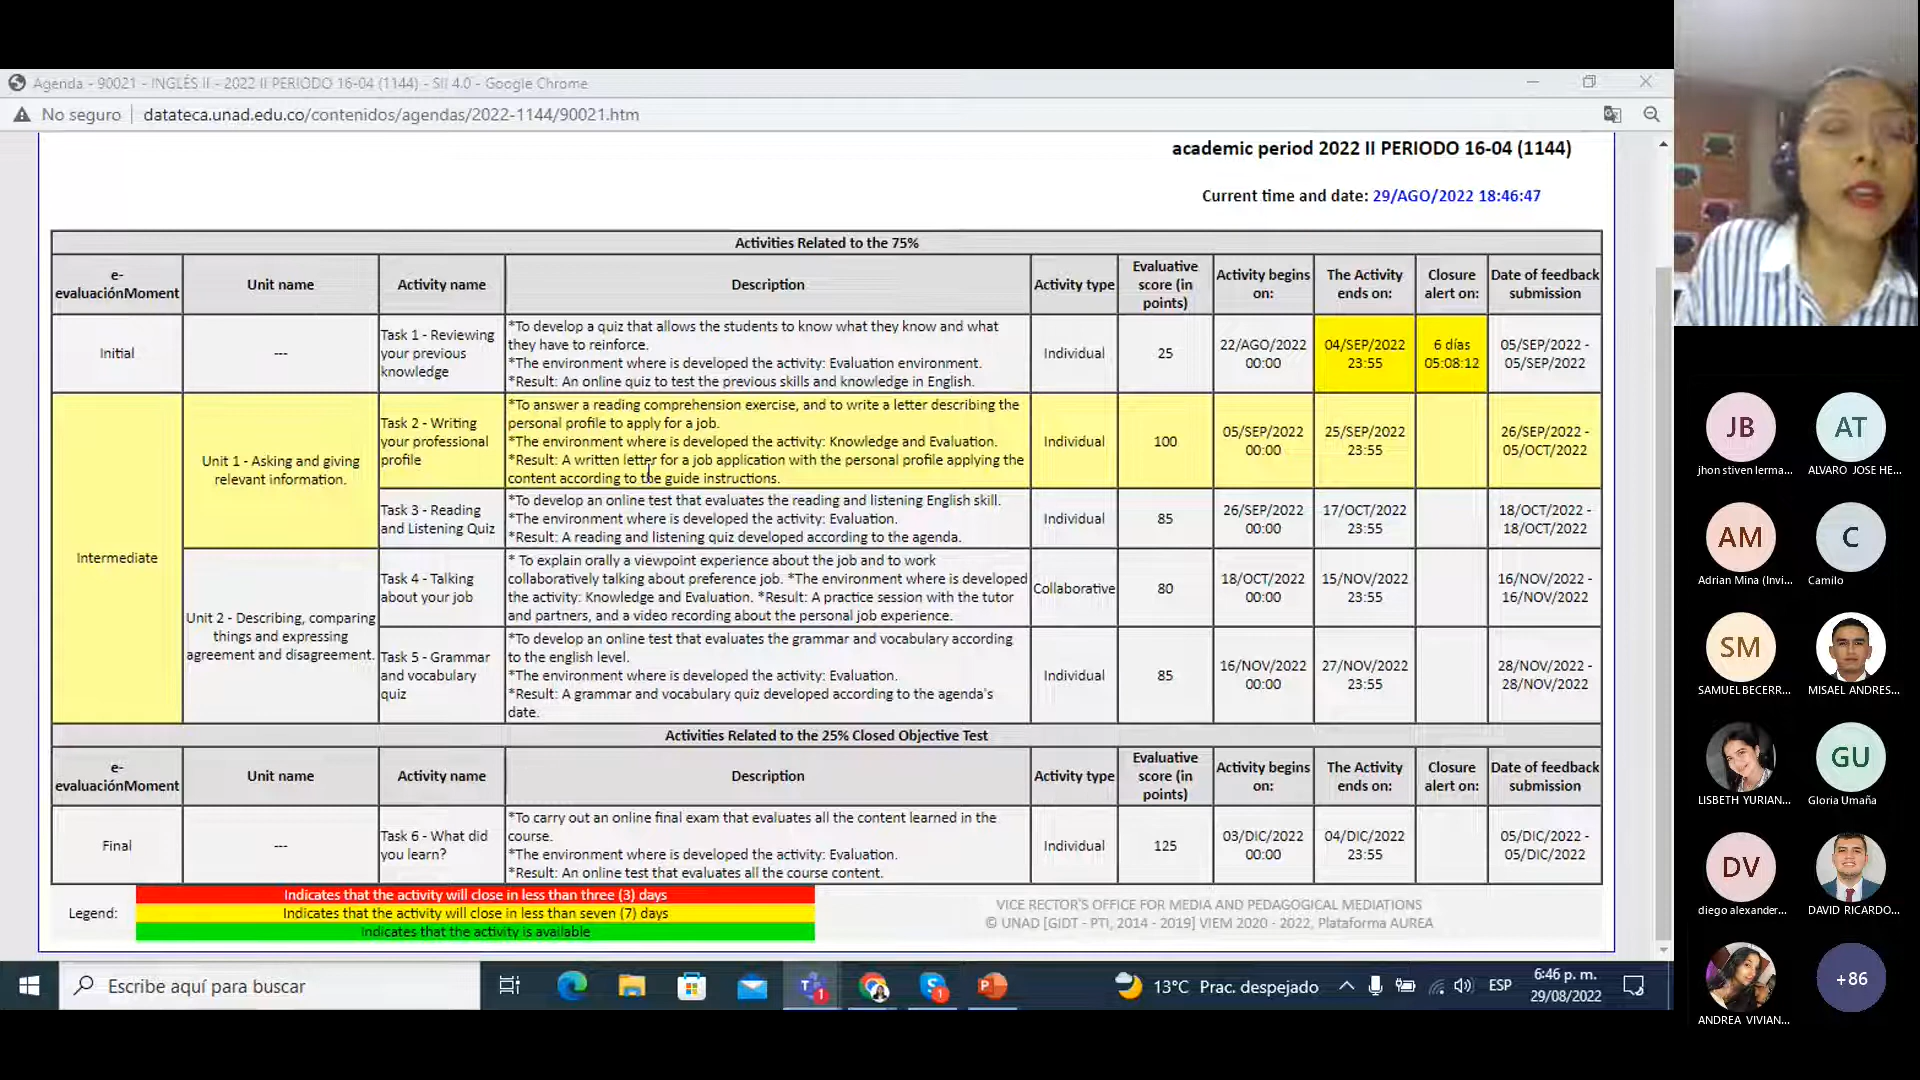 Agenda - 90021 - INGLÉS II - 2022 II PERIODO 16-04 (1144) - SII 4.0 - Google Chrome
No seguro
datateca.unad.edu.co/contenidos/agendas/2022-1144/90021.htm
academic period 2022 II PERIODO 16-04 (1144)
Current time and date: 29/AGO/2022 18:46:47
Activities Related to the 75%
e-
evaluaciónMoment
Unit name
Activity name
Description
Activity type
Evaluative
score (in
points)
Activity begins
on:
The Activity
ends on:
Closure
alert on:
Date of feedback
submission
Initial
---
Task 1 - Reviewing
your previous
knowledge
*To develop a quiz that allows the students to know what they know and what
they have to reinforce.
*The environment where is developed the activity: Evaluation environment.
*Result: An online quiz to test the previous skills and knowledge in English.
Individual
25
22/AGO/2022
00:00
04/SEP/2022
23:55
6 días
05:08:12
05/SEP/2022 -
05/SEP/2022
Intermediate
Unit 1 - Asking and giving
relevant information.
Task 2 - Writing
your professional
profile
*To answer a reading comprehension exercise, and to write a letter describing the
personal profile to apply for a job.
*The environment where is developed the activity: Knowledge and Evaluation.
*Result: A written letter for a job application with the personal profile applying the
content according to the guide instructions.
Individual
100
05/SEP/2022
00:00
25/SEP/2022
23:55
26/SEP/2022 -
05/OCT/2022
Task 3 - Reading
and Listening Quiz
*To develop an online test that evaluates the reading and listening English skill.
*The environment where is developed the activity: Evaluation.
*Result: A reading and listening quiz developed according to the agenda.
Individual
85
26/SEP/2022
00:00
17/OCT/2022
23:55
18/OCT/2022 -
18/OCT/2022
Unit 2 - Describing, comparing
things and expressing
agreement and disagreement.
Task 4 - Talking
about your job
* To explain orally a viewpoint experience about the job and to work
collaboratively talking about preference job. *The environment where is developed
the activity: Knowledge and Evaluation. *Result: A practice session with the tutor
and partners, and a video recording about the personal job experience.
Collaborative
80
18/OCT/2022
00:00
15/NOV/2022
23:55
16/NOV/2022 -
16/NOV/2022
Task 5 - Grammar
and vocabulary
quiz
*To develop an online test that evaluates the grammar and vocabulary according
to the english level.
*The environment where is developed the activity: Evaluation.
*Result: A grammar and vocabulary quiz developed according to the agenda's
date.
Individual
85
16/NOV/2022
00:00
27/NOV/2022
23:55
28/NOV/2022 -
28/NOV/2022
Activities Related to the 25% Closed Objective Test
e-
evaluaciónMoment
Unit name
Activity name
Description
Activity type
Evaluative
score (in
points)
Activity begins
on:
The Activity
ends on:
Closure
alert on:
Date of feedback
submission
Final
---
Task 6 - What did
you learn?
*To carry out an online final exam that evaluates all the content learned in the
course.
*The environment where is developed the activity: Evaluation.
*Result: An online test that evaluates all the course content.
Individual
125
03/DIC/2022
00:00
04/DIC/2022
23:55
05/DIC/2022 -
05/DIC/2022
Legend:
Indicates that the activity will close in less than three (3) days
Indicates that the activity will close in less than seven (7) days
Indicates that the activity is available
VICE RECTOR'S OFFICE FOR MEDIA AND PEDAGOGICAL MEDIATIONS
© UNAD [GIDT - PTI, 2014 - 2019] VIEM 2020 - 2022, Plataforma AUREA
Escribe aquí para buscar
1
1
13°C Prac. despejado
ESP
6:46 p. m.
29/08/2022
JB
AT
jhon stiven lerma...
ALVARO JOSE HE...
AM
C
Adrian Mina (Invi...
Camilo
SM
SAMUEL BECERR...
MISAEL ANDRES...
GU
LISBETH YURIAN...
Gloria Umaña
DV
diego alexander...
DAVID RICARDO...
+86
ANDREA VIVIAN...